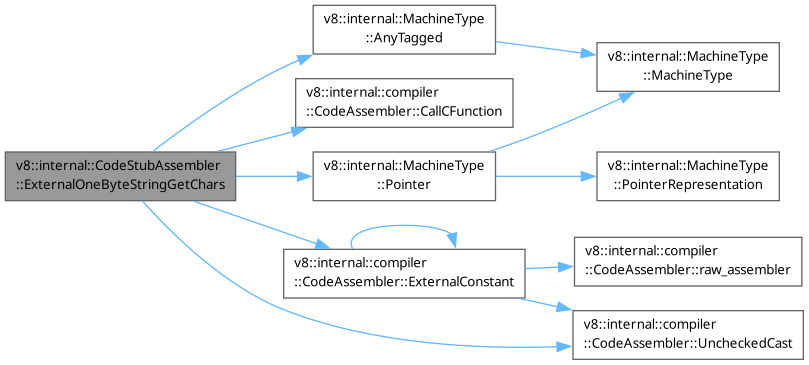 v8::internal::MachineType
::AnyTagged
v8::internal::MachineType
::MachineType
v8::internal::compiler
::CodeAssembler::CallCFunction
v8::internal::CodeStubAssembler
::ExternalOneByteStringGetChars
v8::internal::MachineType
::Pointer
v8::internal::MachineType
::PointerRepresentation
v8::internal::compiler
::CodeAssembler::ExternalConstant
v8::internal::compiler
::CodeAssembler::raw_assembler
v8::internal::compiler
::CodeAssembler::UncheckedCast